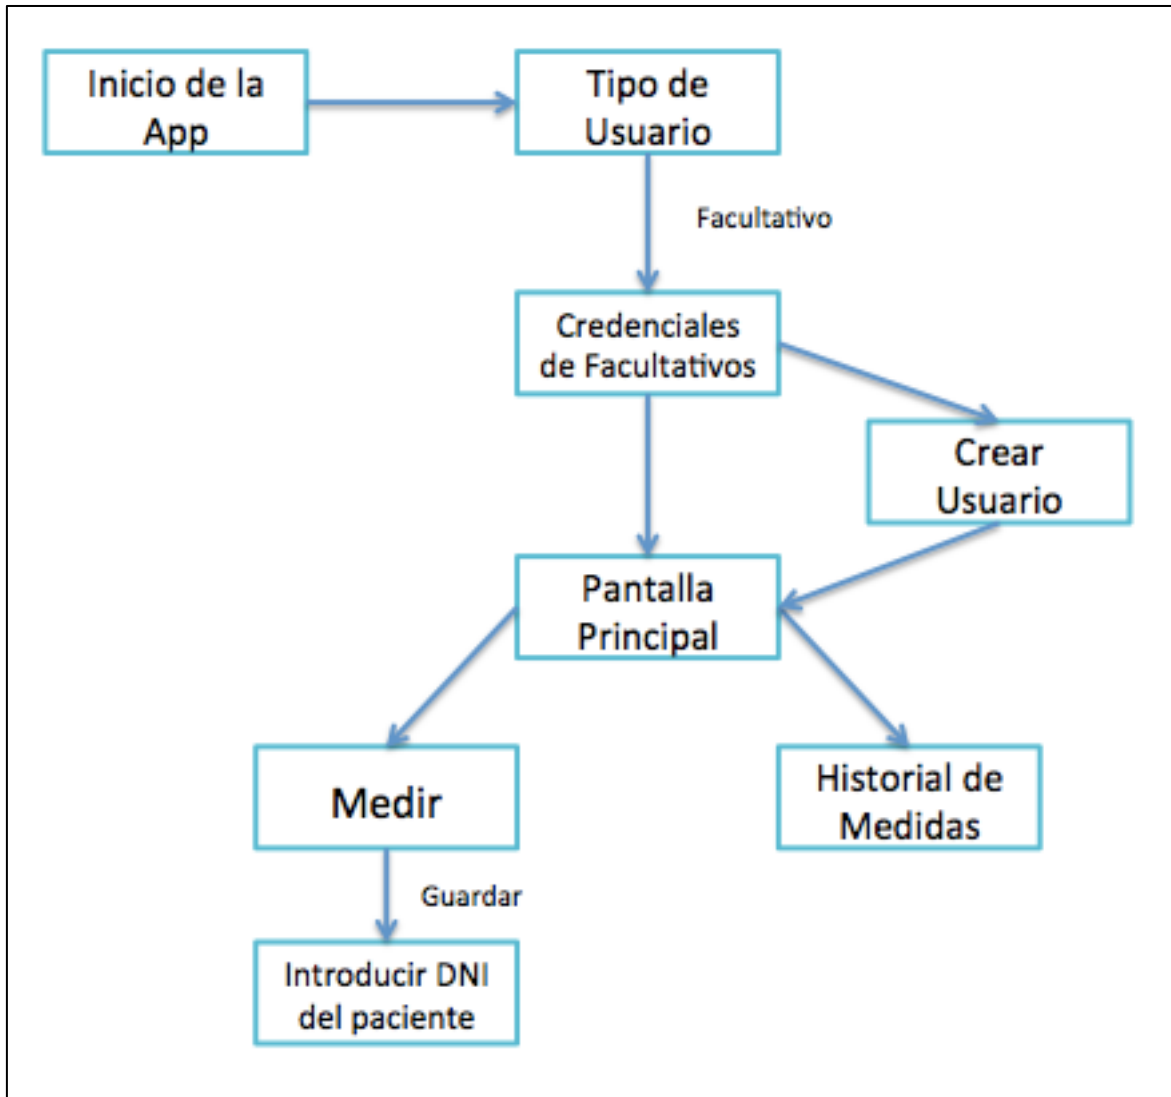 Inicio de la
App
Tipo de
Usuario
Facultativo
Credenciales
de Facultativos
Crear
Usuario
Pantalla
Principal
Medir
Historial de
Medidas
Guardar
Introducir DNI
del paciente